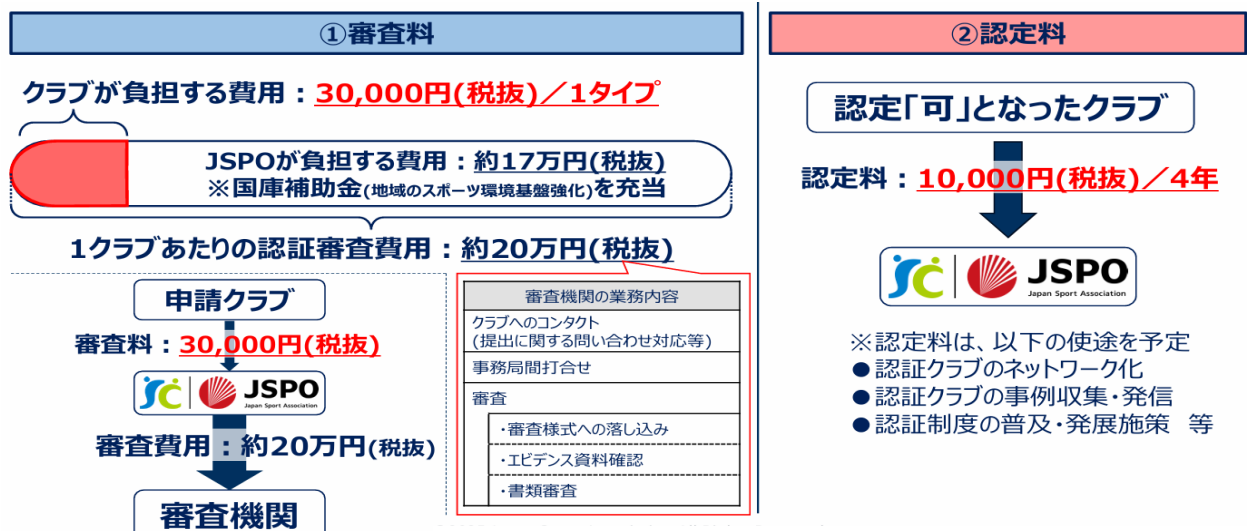 ①審査料
クラブが負担する費用:30,000円(税抜)/1タイプ
JSPOが負担する費用:約17万円(税抜)
※国庫補助金(地域のスポーツ環境基盤強化)を充当
1クラブあたりの認証審査費用:約20万円(税抜)
申請クラブ
審査料:30,000円(税抜)
JSPO
Japan Sport Association
審査費用:約20万円(税抜)
審査機関
審査機関の業務内容
クラブへのコンタクト
(提出に関する問い合わせ対応等)
事務局間打合せ
審査
・審査様式への落し込み
・エビデンス資料確認
・書類審査
②認定料
認定「可」となったクラブ
認定料:10,000円(税抜)/4年
JSPO
Japan Sport Association
※認定料は、以下の使途を予定
●認証クラブのネットワーク化
●認証クラブの事例収集・発信
●認証制度の普及・発展施策 等